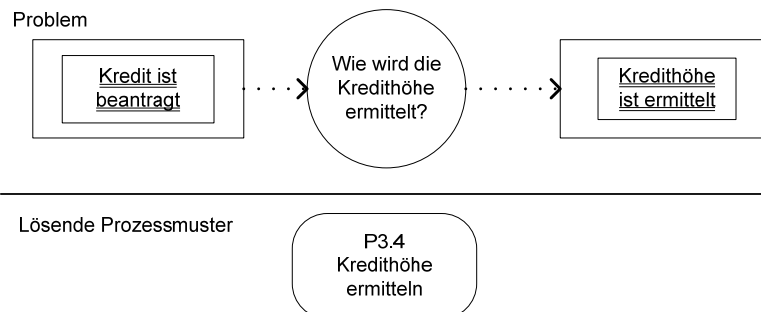 Problem
Kredit ist
beantragt
Wie wird die
Kredithöhe
ermittelt?
Kredithöhe
ist ermittelt
Lösende Prozessmuster
P3.4
Kredithöhe
ermitteln